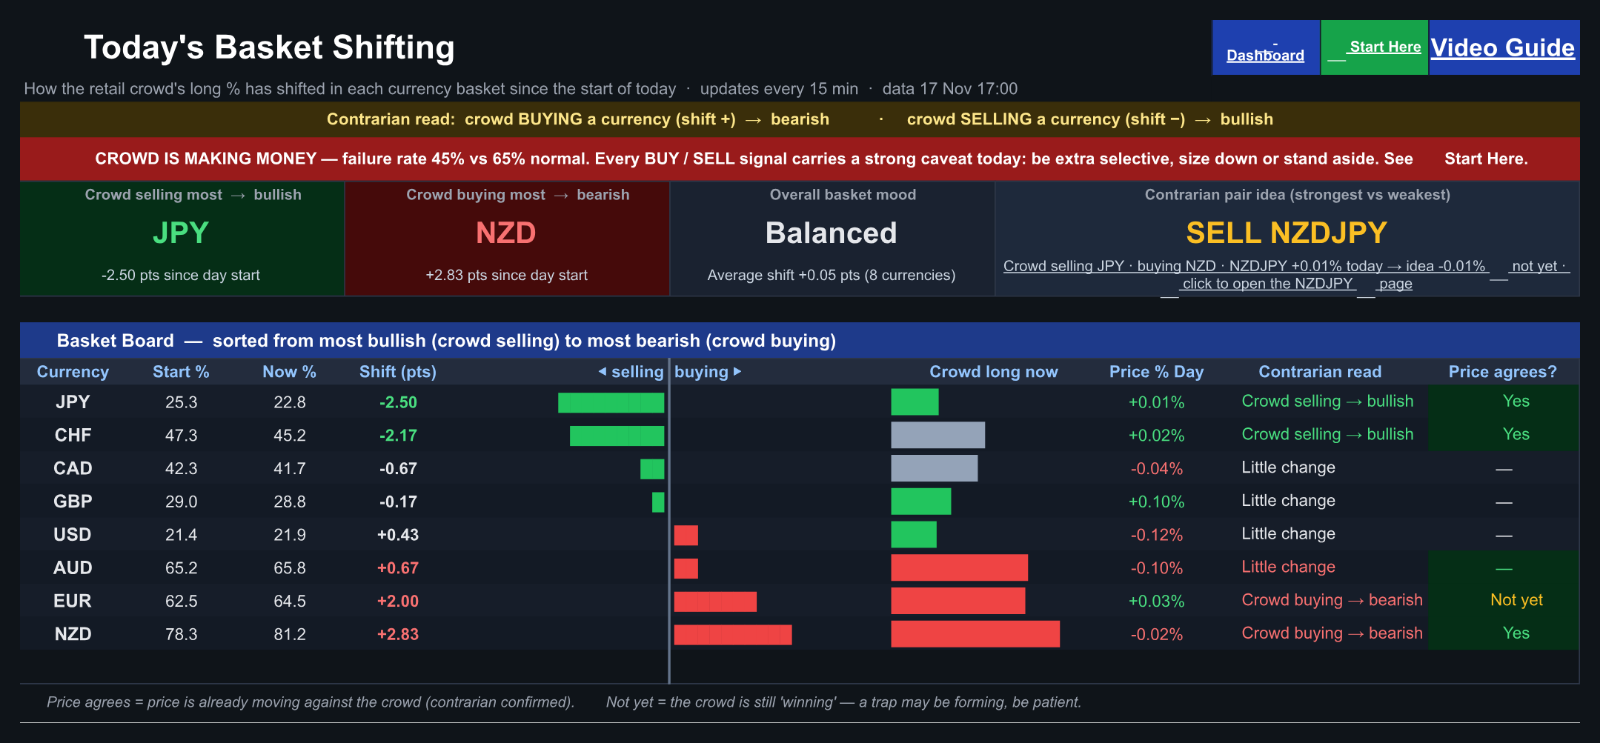 Today's Basket Shifting
Dashboard
Start Here
Video Guide
How the retail crowd's long % has shifted in each currency basket since the start of today · updates every 15 min · data 17 Nov 17:00
Contrarian read: crowd BUYING a currency (shift +) → bearish · crowd SELLING a currency (shift −) → bullish
CROWD IS MAKING MONEY — failure rate 45% vs 65% normal. Every BUY / SELL signal carries a strong caveat today: be extra selective, size down or stand aside. See Start Here.
Crowd selling most → bullish
JPY
-2.50 pts since day start
Crowd buying most → bearish
NZD
+2.83 pts since day start
Overall basket mood
Balanced
Average shift +0.05 pts (8 currencies)
Contrarian pair idea (strongest vs weakest)
SELL NZDJPY
Crowd selling JPY · buying NZD · NZDJPY +0.01% today → idea -0.01% not yet ·
click to open the NZDJPY page
Basket Board — sorted from most bullish (crowd selling) to most bearish (crowd buying)
Currency Start % Now % Shift (pts) ◄ selling buying ► Crowd long now Price % Day Contrarian read Price agrees?
JPY 25.3 22.8 -2.50 +0.01% Crowd selling → bullish Yes
CHF 47.3 45.2 -2.17 +0.02% Crowd selling → bullish Yes
CAD 42.3 41.7 -0.67 -0.04% Little change —
GBP 29.0 28.8 -0.17 +0.10% Little change —
USD 21.4 21.9 +0.43 -0.12% Little change —
AUD 65.2 65.8 +0.67 -0.10% Little change —
EUR 62.5 64.5 +2.00 +0.03% Crowd buying → bearish Not yet
NZD 78.3 81.2 +2.83 -0.02% Crowd buying → bearish Yes
Price agrees = price is already moving against the crowd (contrarian confirmed). Not yet = the crowd is still 'winning' — a trap may be forming, be patient.